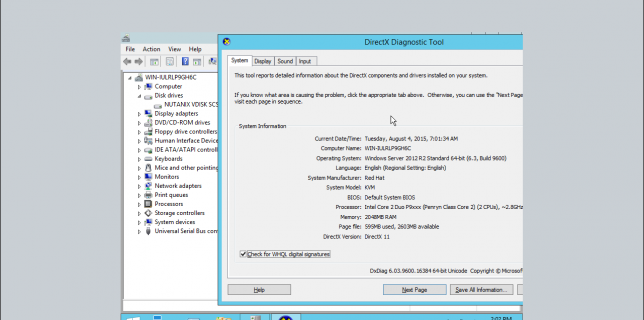 File Action View Help
WIN-IULRLP9GH6C
Computer
Disk drives
NUTANIX VDISK SCS
Display adapters
DVD/CD-ROM drives
Floppy drive controllers
Human Interface Device
IDE ATA/ATAPI controll
Keyboards
Mice and other pointing
Monitors
Network adapters
Print queues
Processors
Storage controllers
System devices
Universal Serial Bus con
DirectX Diagnostic Tool
System Display Sound Input
This tool reports detailed information about the DirectX components and drivers installed on your system.
If you know what area is causing the problem, click the appropriate tab above. Otherwise, you can use the "Next Page
visit each page in sequence.
System Information
Current Date/Time: Tuesday, August 4, 2015, 7:01:34 AM
Computer Name: WIN-IULRLP9GH6C
Operating System: Windows Server 2012 R2 Standard 64-bit (6.3, Build 9600)
Language: English (Regional Setting: English)
System Manufacturer: Red Hat
System Model: KVM
BIOS: Default System BIOS
Processor: Intel Core 2 Duo P9xxx (Penryn Class Core 2) (2 CPUs), ~2.8GHz
Memory: 2048MB RAM
Page file: 595MB used, 2603MB available
DirectX Version: DirectX 11
Check for WHQL digital signatures
DxDiag 6.03.9600.16384 64-bit Unicode Copyright © Microsof
Help Next Page Save All Information...